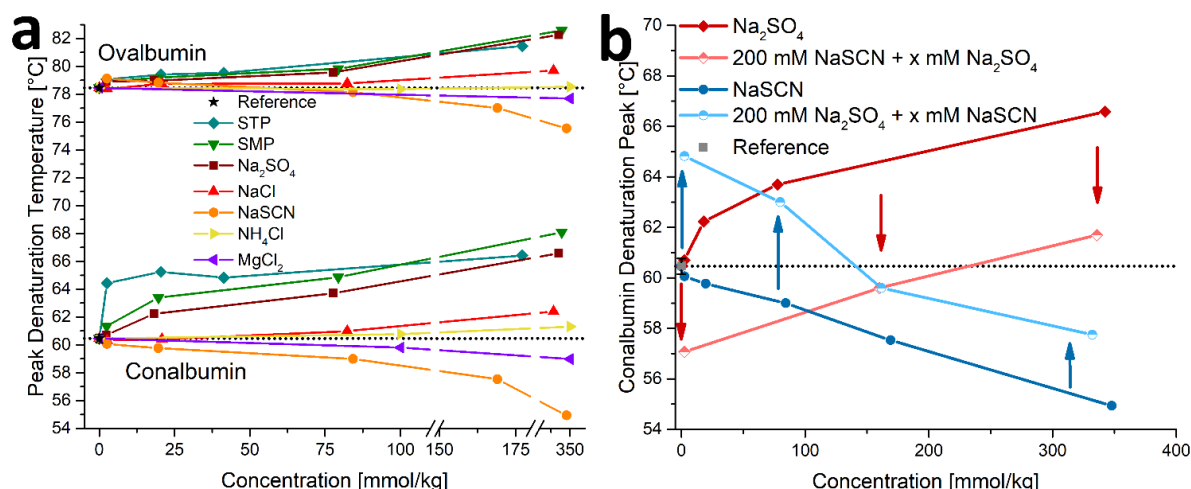 a
Peak Denaturation Temperature [°C]
82
80
78
76
74
72
70
68
66
64
62
60
58
56
54
Ovalbumin
Reference
STP
SMP
Na₂SO₄
NaCl
NaSCN
NH₄Cl
MgCl₂
Conalbumin
0 25 50 75 100 150 175 350
Concentration [mmol/kg]
b
Conalbumin Denaturation Peak [°C]
70
68
66
64
62
60
58
56
54
Na₂SO₄
200 mM NaSCN + x mM Na₂SO₄
NaSCN
200 mM Na₂SO₄ + x mM NaSCN
Reference
0 100 200 300 400
Concentration [mmol/kg]